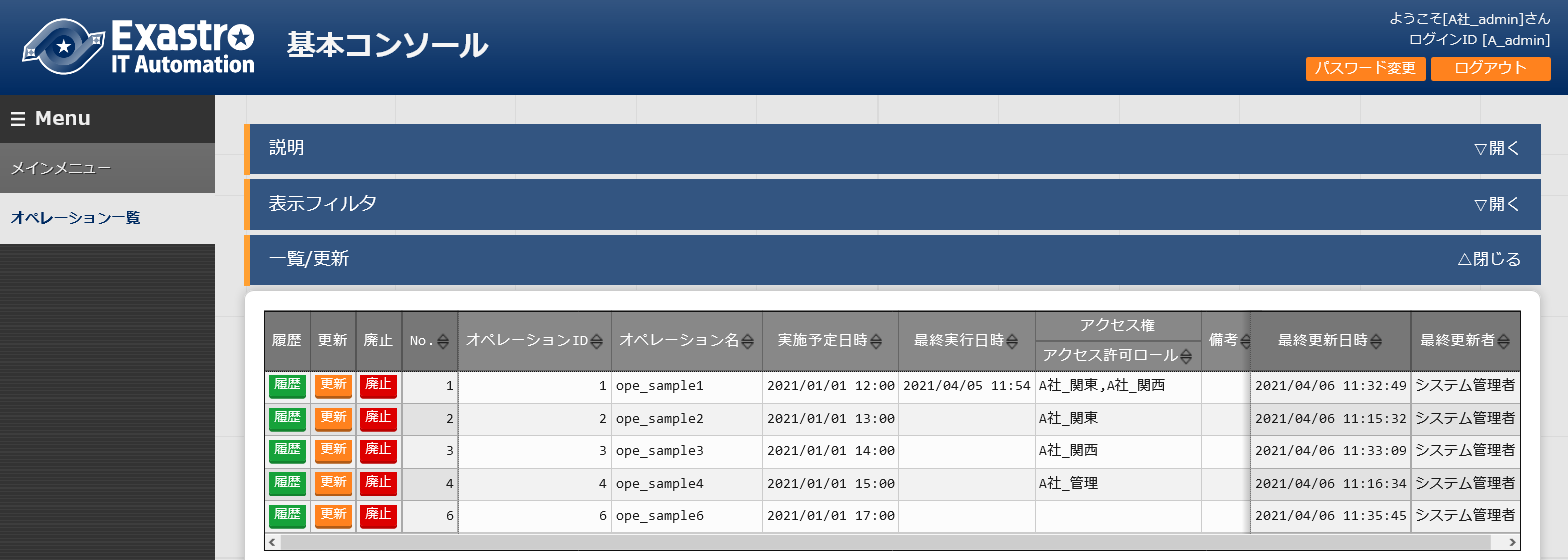 Exastro
IT Automation
基本コンソール
ようこそ[A社_admin]さん
ログインID [A_admin]
パスワード変更 ログアウト
☰ Menu
メインメニュー
オペレーション一覧
説明 ▽開く
表示フィルタ ▽開く
一覧/更新 △閉じる
履歴 更新 廃止 No. オペレーションID オペレーション名 実施予定日時 最終実行日時 アクセス権 備考 最終更新日時 最終更新者
アクセス許可ロール
履歴 更新 廃止 1 1 ope_sample1 2021/01/01 12:00 2021/04/05 11:54 A社_関東,A社_関西 2021/04/06 11:32:49 システム管理者
履歴 更新 廃止 2 2 ope_sample2 2021/01/01 13:00 A社_関東 2021/04/06 11:15:32 システム管理者
履歴 更新 廃止 3 3 ope_sample3 2021/01/01 14:00 A社_関西 2021/04/06 11:33:09 システム管理者
履歴 更新 廃止 4 4 ope_sample4 2021/01/01 15:00 A社_管理 2021/04/06 11:16:34 システム管理者
履歴 更新 廃止 6 6 ope_sample6 2021/01/01 17:00 2021/04/06 11:35:45 システム管理者